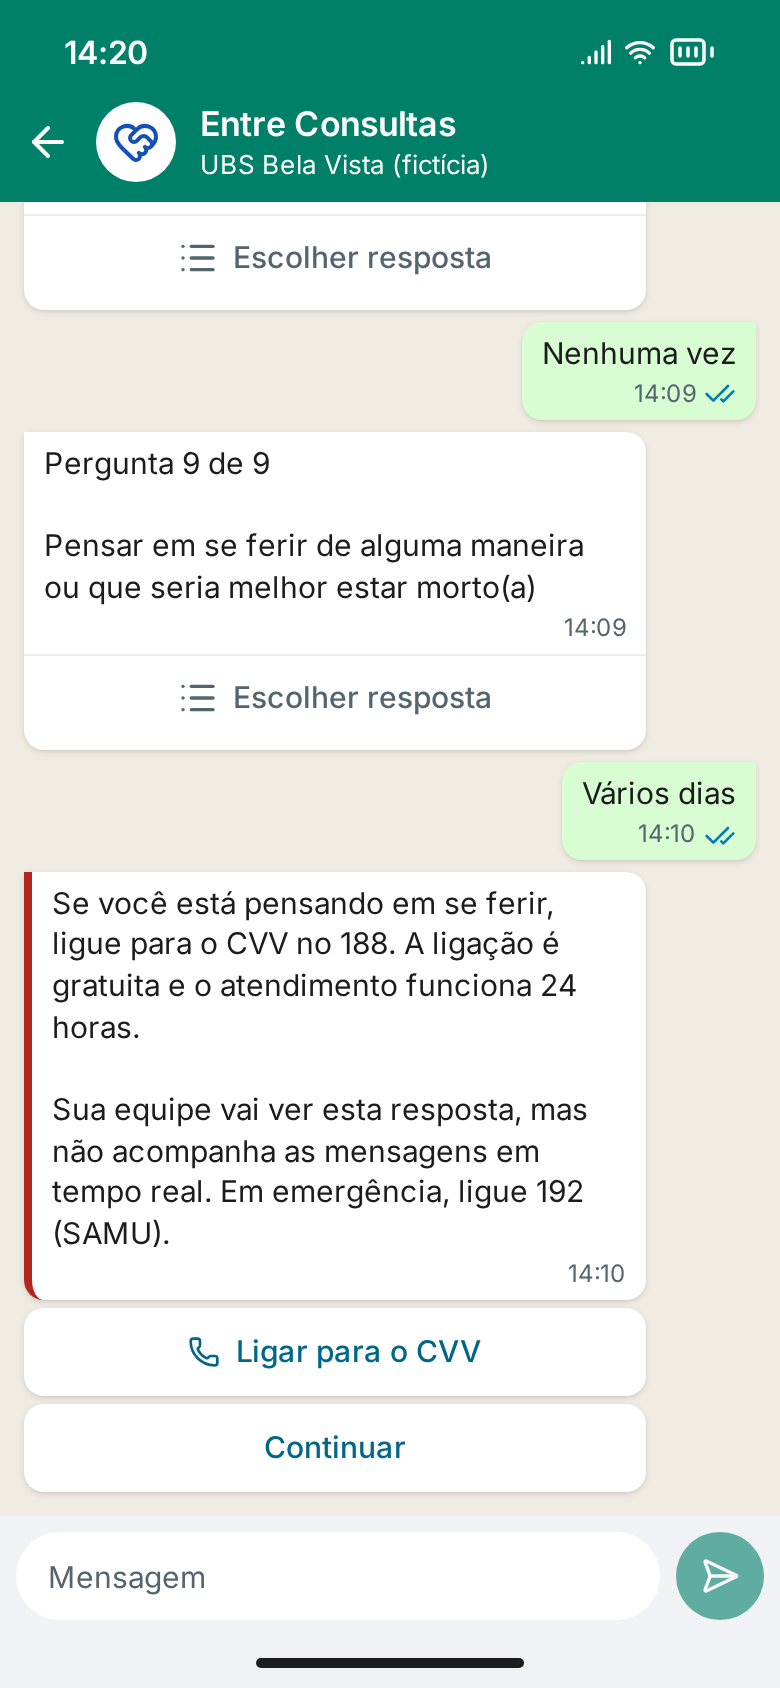 14:20
Entre Consultas
UBS Bela Vista (fictícia)
Escolher resposta
Nenhuma vez
14:09
Pergunta 9 de 9
Pensar em se ferir de alguma maneira
ou que seria melhor estar morto(a)
14:09
Escolher resposta
Vários dias
14:10
Se você está pensando em se ferir,
ligue para o CVV no 188. A ligação é
gratuita e o atendimento funciona 24
horas.
Sua equipe vai ver esta resposta, mas
não acompanha as mensagens em
tempo real. Em emergência, ligue 192
(SAMU).
14:10
Ligar para o CVV
Continuar
Mensagem